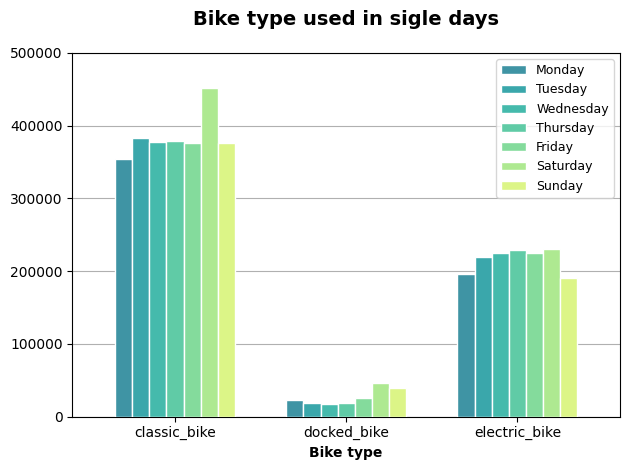 Bike type used in sigle days
500000
400000
300000
200000
100000
0
Monday
Tuesday
Wednesday
Thursday
Friday
Saturday
Sunday
classic_bike docked_bike electric_bike
Bike type